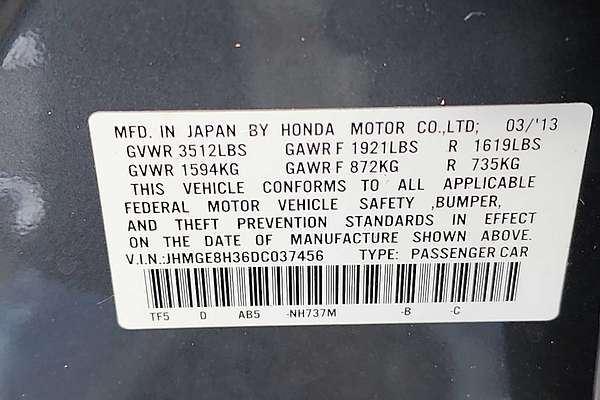 MFD. IN JAPAN BY HONDA MOTOR CO.,LTD; 03/'13
GVWR 3512LBS GAWR F 1921LBS R 1619LBS
GVWR 1594KG GAWR F 872KG R 735KG
THIS VEHICLE CONFORMS TO ALL APPLICABLE
FEDERAL MOTOR VEHICLE SAFETY ,BUMPER,
AND THEFT PREVENTION STANDARDS IN EFFECT
ON THE DATE OF MANUFACTURE SHOWN ABOVE.
V.I.N.:JHMGE8H36DC037456 TYPE: PASSENGER CAR
TF5 D AB5 -NH737M -B -C